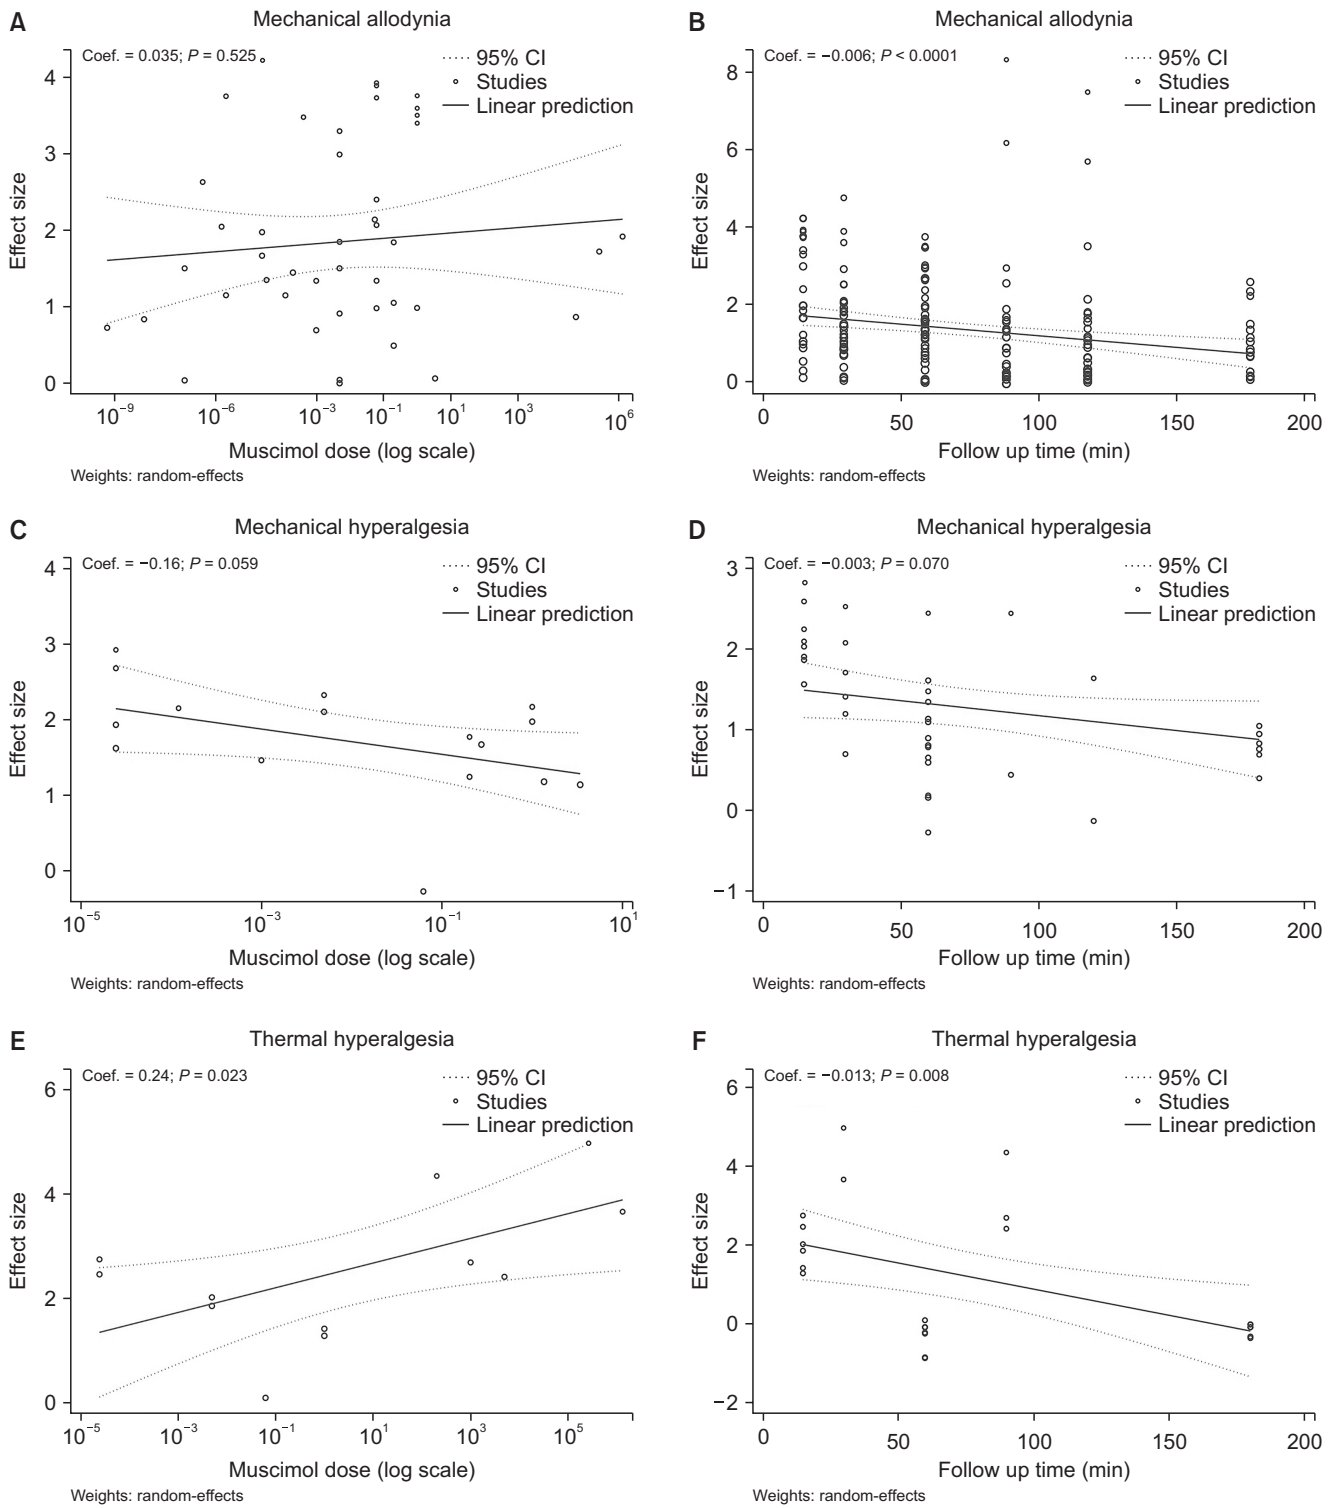 A
Mechanical allodynia
Coef. = 0.035; P = 0.525
95% CI
Studies
Linear prediction
Effect size
4
3
2
1
0
10⁻⁹ 10⁻⁶ 10⁻³ 10⁻¹ 10¹ 10³ 10⁶
Muscimol dose (log scale)
Weights: random-effects
B
Mechanical allodynia
Coef. = −0.006; P < 0.0001
95% CI
Studies
Linear prediction
Effect size
8
6
4
2
0
0 50 100 150 200
Follow up time (min)
Weights: random-effects
C
Mechanical hyperalgesia
Coef. = −0.16; P = 0.059
95% CI
Studies
Linear prediction
Effect size
4
3
2
1
0
10⁻⁵ 10⁻³ 10⁻¹ 10¹
Muscimol dose (log scale)
Weights: random-effects
D
Mechanical hyperalgesia
Coef. = −0.003; P = 0.070
95% CI
Studies
Linear prediction
Effect size
3
2
1
0
−1
0 50 100 150 200
Follow up time (min)
Weights: random-effects
E
Thermal hyperalgesia
Coef. = 0.24; P = 0.023
95% CI
Studies
Linear prediction
Effect size
6
4
2
0
10⁻⁵ 10⁻³ 10⁻¹ 10¹ 10³ 10⁵
Muscimol dose (log scale)
Weights: random-effects
F
Thermal hyperalgesia
Coef. = −0.013; P = 0.008
95% CI
Studies
Linear prediction
Effect size
6
4
2
0
−2
0 50 100 150 200
Follow up time (min)
Weights: random-effects